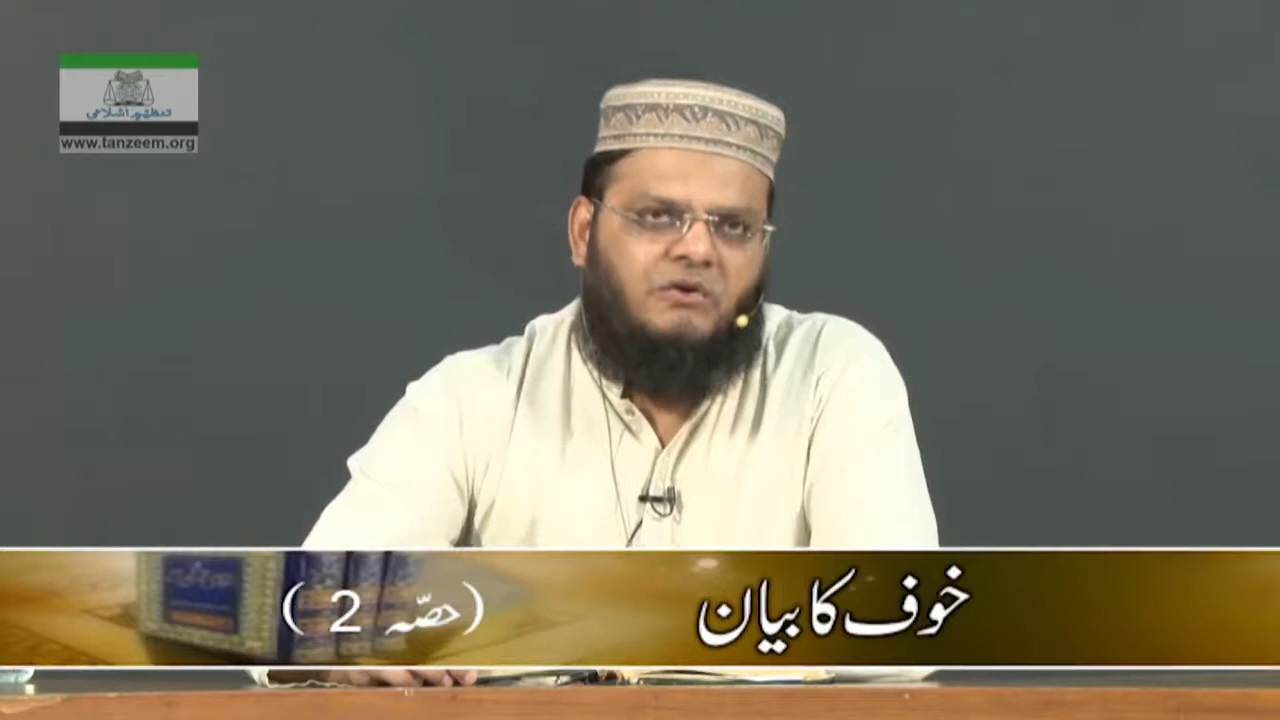 تنظیم اسلامی
www.tanzeem.org
خوف کا بیان
(حصّہ 2)